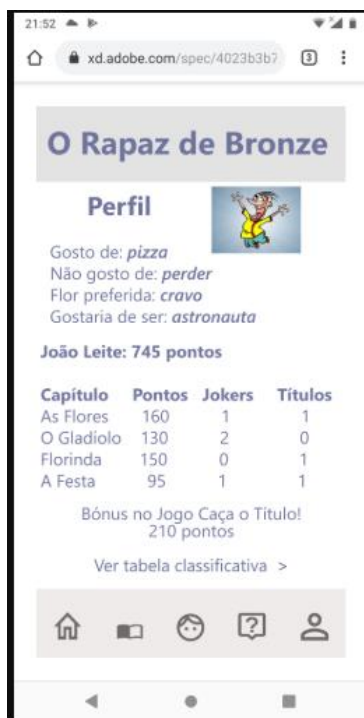 21:52
xd.adobe.com/spec/4023b3b7
3
O Rapaz de Bronze
Perfil
Gosto de: pizza
Não gosto de: perder
Flor preferida: cravo
Gostaria de ser: astronauta
João Leite: 745 pontos
Capítulo Pontos Jokers Títulos
As Flores 160 1 1
O Gladíolo 130 2 0
Florinda 150 0 1
A Festa 95 1 1
Bónus no Jogo Caça o Título!
210 pontos
Ver tabela classificativa >